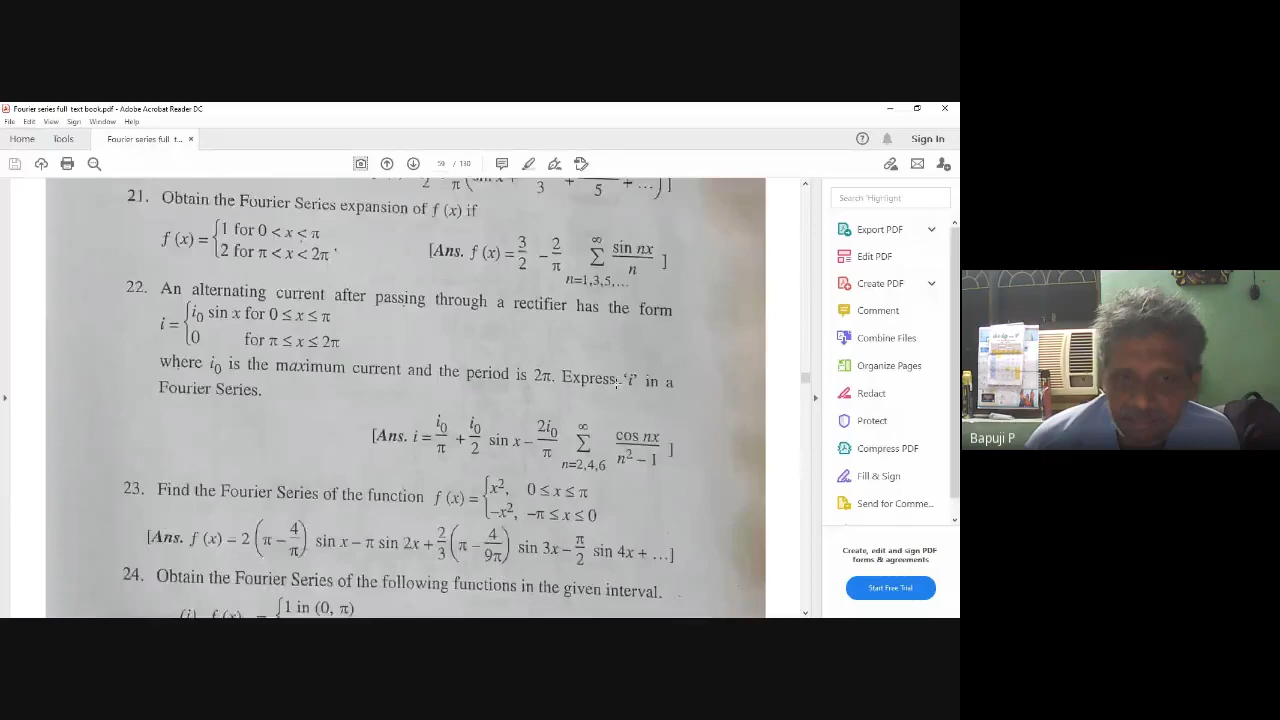 Fourier series full text book.pdf - Adobe Acrobat Reader DC
File Edit View Sign Window Help
Home Tools Fourier series full t... × Sign In
59 / 130
2 π 3 + 5 + ...)]
21. Obtain the Fourier Series expansion of f (x) if
f (x) = {1 for 0 < x < π
{2 for π < x < 2π
[Ans. f (x) = 3/2 − 2/π ∞ Σ n=1,3,5,... sin nx / n ]
22. An alternating current after passing through a rectifier has the form
i = {i₀ sin x for 0 ≤ x ≤ π
{0 for π ≤ x ≤ 2π
where i₀ is the maximum current and the period is 2π. Express 'i' in a
Fourier Series.
[Ans. i = i₀/π + i₀/2 sin x − 2i₀/π ∞ Σ n=2,4,6 cos nx / n² − 1 ]
23. Find the Fourier Series of the function f (x) = {x², 0 ≤ x ≤ π
{−x², −π ≤ x ≤ 0
[Ans. f (x) = 2 (π − 4/π) sin x − π sin 2x + 2/3 (π − 4/9π) sin 3x − π/2 sin 4x + ...]
24. Obtain the Fourier Series of the following functions in the given interval.
(i) f(x) = {1 in (0, π)
Search 'Highlight
Export PDF
Edit PDF
Create PDF
Comment
Combine Files
Organize Pages
Redact
Protect
Compress PDF
Fill & Sign
Send for Comme...
Create, edit and sign PDF
forms & agreements
Start Free Trial
Bapuji P